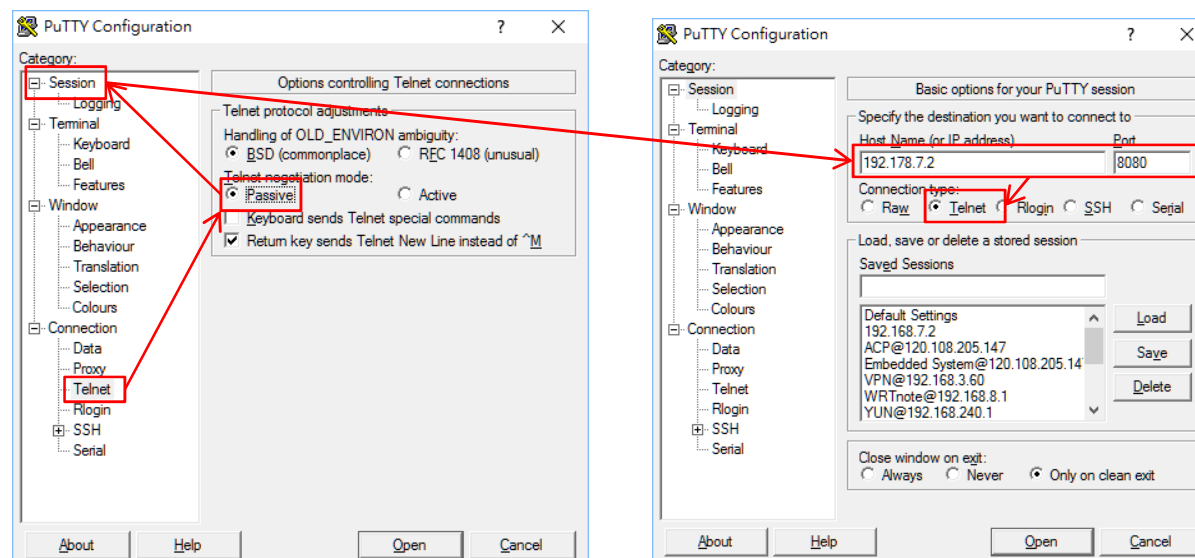 PuTTY Configuration
Category:
Session
Logging
Terminal
Keyboard
Bell
Features
Window
Appearance
Behaviour
Translation
Selection
Colours
Connection
Data
Proxy
Telnet
Rlogin
SSH
Serial
Options controlling Telnet connections
Telnet protocol adjustments
Handling of OLD_ENVIRON ambiguity:
BSD (commonplace) RFC 1408 (unusual)
Telnet negotiation mode:
Passive Active
Keyboard sends Telnet special commands
Return key sends Telnet New Line instead of ^M
About Help Open Cancel
PuTTY Configuration
Category:
Session
Logging
Terminal
Keyboard
Bell
Features
Window
Appearance
Behaviour
Translation
Selection
Colours
Connection
Data
Proxy
Telnet
Rlogin
SSH
Serial
Basic options for your PuTTY session
Specify the destination you want to connect to
Host Name (or IP address) Port
192.178.7.2 8080
Connection type:
Raw Telnet Rlogin SSH Serial
Load, save or delete a stored session
Saved Sessions
Default Settings
192.168.7.2
ACP@120.108.205.147
Embedded System@120.108.205.14
VPN@192.168.3.60
WRTnote@192.168.8.1
YUN@192.168.240.1
Load
Save
Delete
Close window on exit:
Always Never Only on clean exit
About Help Open Cancel